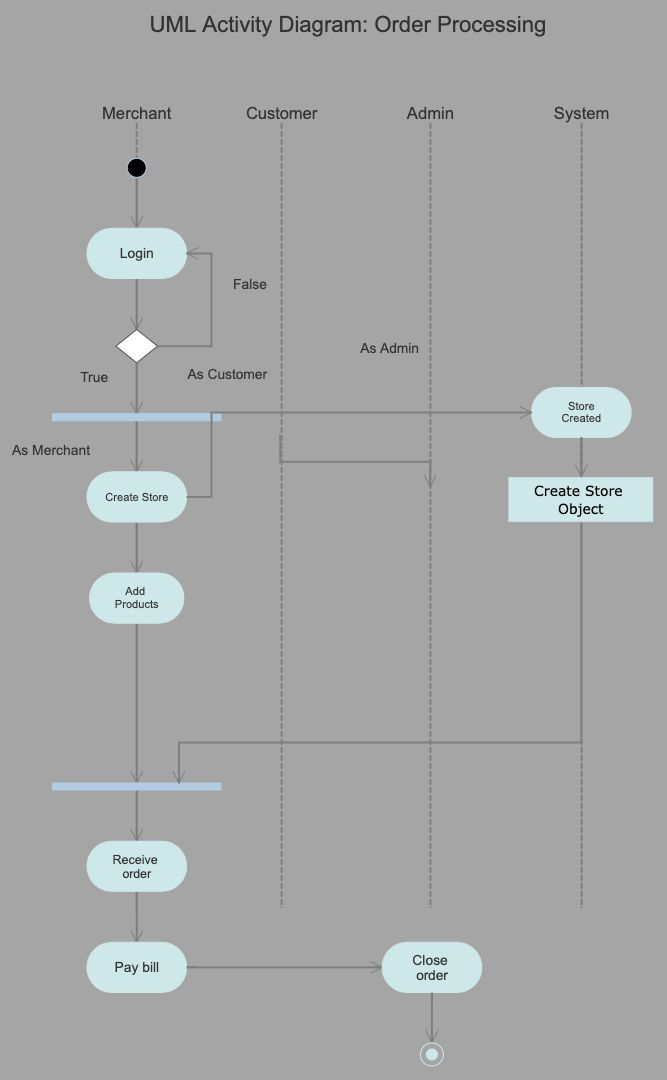 UML Activity Diagram: Order Processing
Merchant
Customer
Admin
System
Login
False
As Admin
True
As Customer
Store
Created
As Merchant
Create Store
Create Store
Object
Add
Products
Receive
order
Pay bill
Close
order